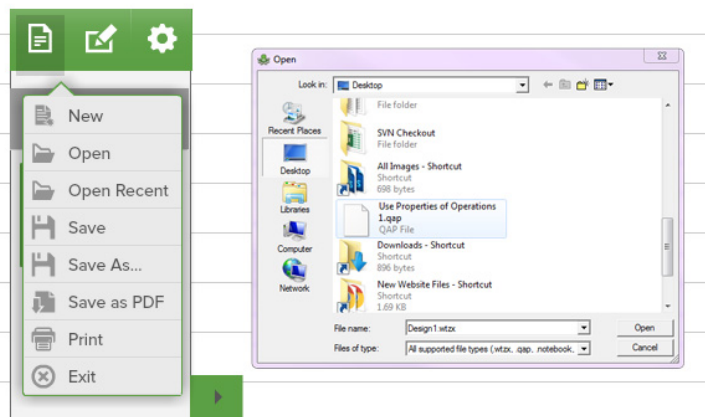 New
Open
Open Recent
Save
Save As...
Save as PDF
Print
Exit
Open
Look in:
Desktop
Recent Places
Desktop
Libraries
Computer
Network
File folder
SVN Checkout
File folder
All Images - Shortcut
Shortcut
698 bytes
Use Properties of Operations
1.qap
QAP File
Downloads - Shortcut
Shortcut
896 bytes
New Website Files - Shortcut
Shortcut
1.69 KB
File name:
Design1.wtzx
Open
Files of type:
All supported file types (.wtzx, .qap, .notebook,
Cancel